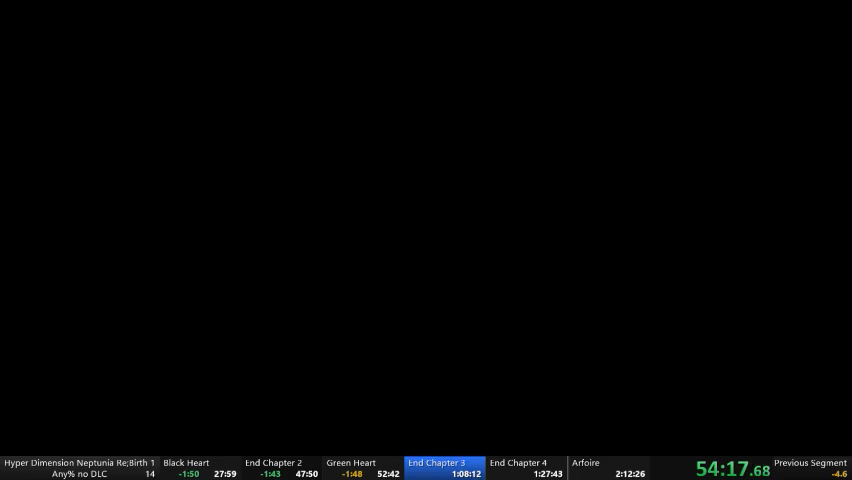 Hyper Dimension Neptunia Re;Birth 1
Any% no DLC 14
Black Heart
-1:50 27:59
End Chapter 2
-1:43 47:50
Green Heart
-1:48 52:42
End Chapter 3
1:08:12
End Chapter 4
1:27:43
Arfoire
2:12:26
54:17.68
Previous Segment
-4.6